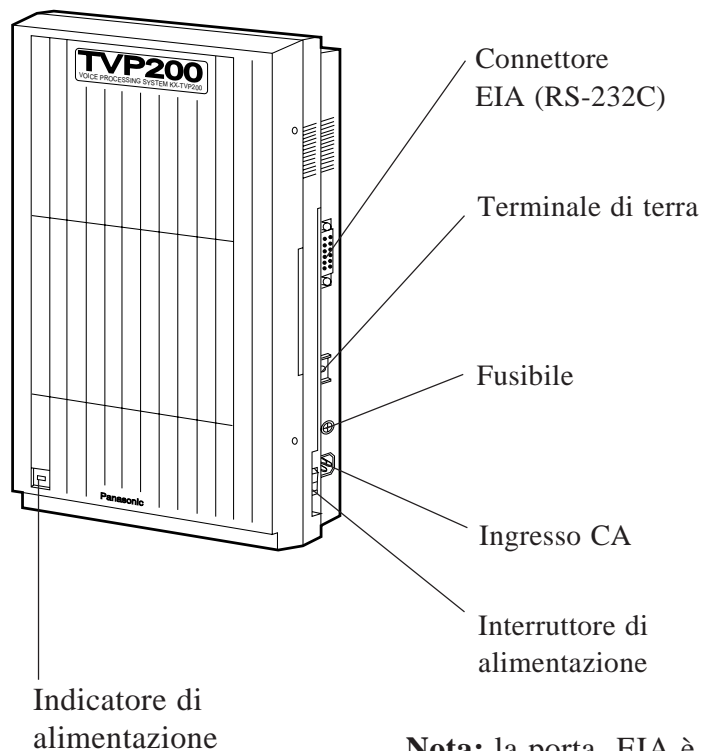 TVP200
VOICE PROCESSING SYSTEM KX-TVP200
Connettore
EIA (RS-232C)
Terminale di terra
Fusibile
Panasonic
Ingresso CA
Interruttore di
alimentazione
Indicatore di
alimentazione
Nota: la porta EIA è